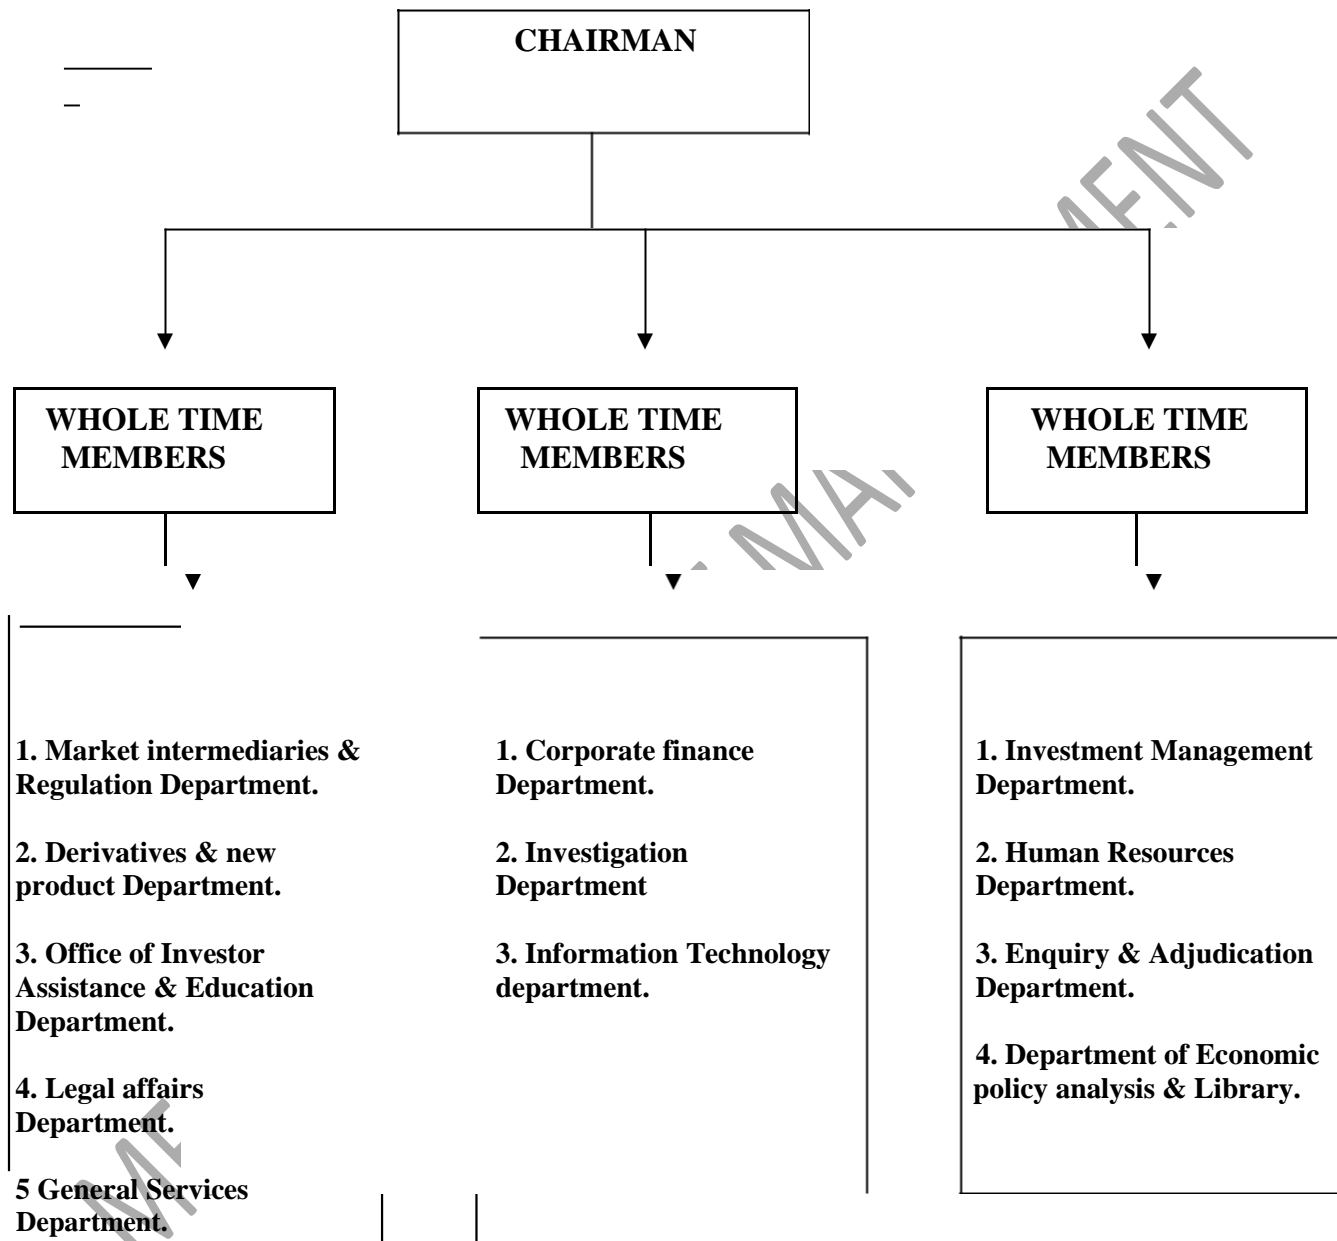 CHAIRMAN
WHOLE TIME
MEMBERS
WHOLE TIME
MEMBERS
WHOLE TIME
MEMBERS
1. Market intermediaries &
Regulation Department.
2. Derivatives & new
product Department.
3. Office of Investor
Assistance & Education
Department.
4. Legal affairs
Department.
5 General Services
Department.
1. Corporate finance
Department.
2. Investigation
Department
3. Information Technology
department.
1. Investment Management
Department.
2. Human Resources
Department.
3. Enquiry & Adjudication
Department.
4. Department of Economic
policy analysis & Library.